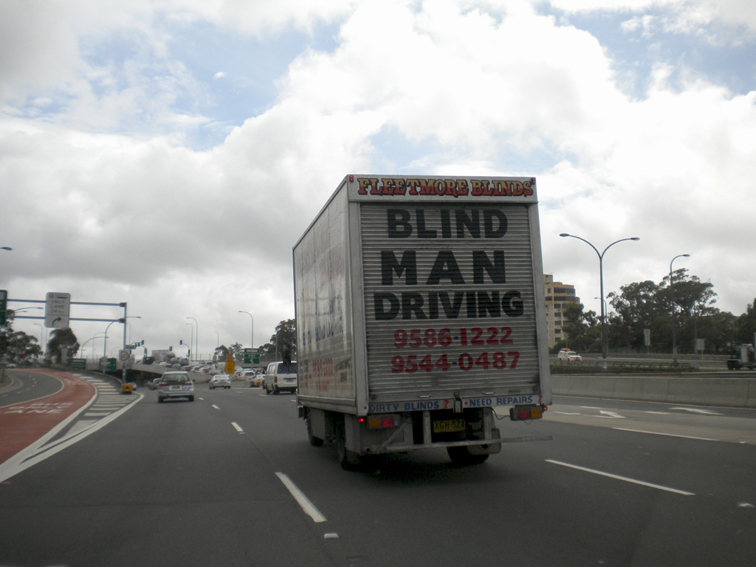 FLEETMORE BLINDS
BLIND
MAN
DRIVING
9586·1222
9544·0487
DIRTY BLINDS ? NEED REPAIRS